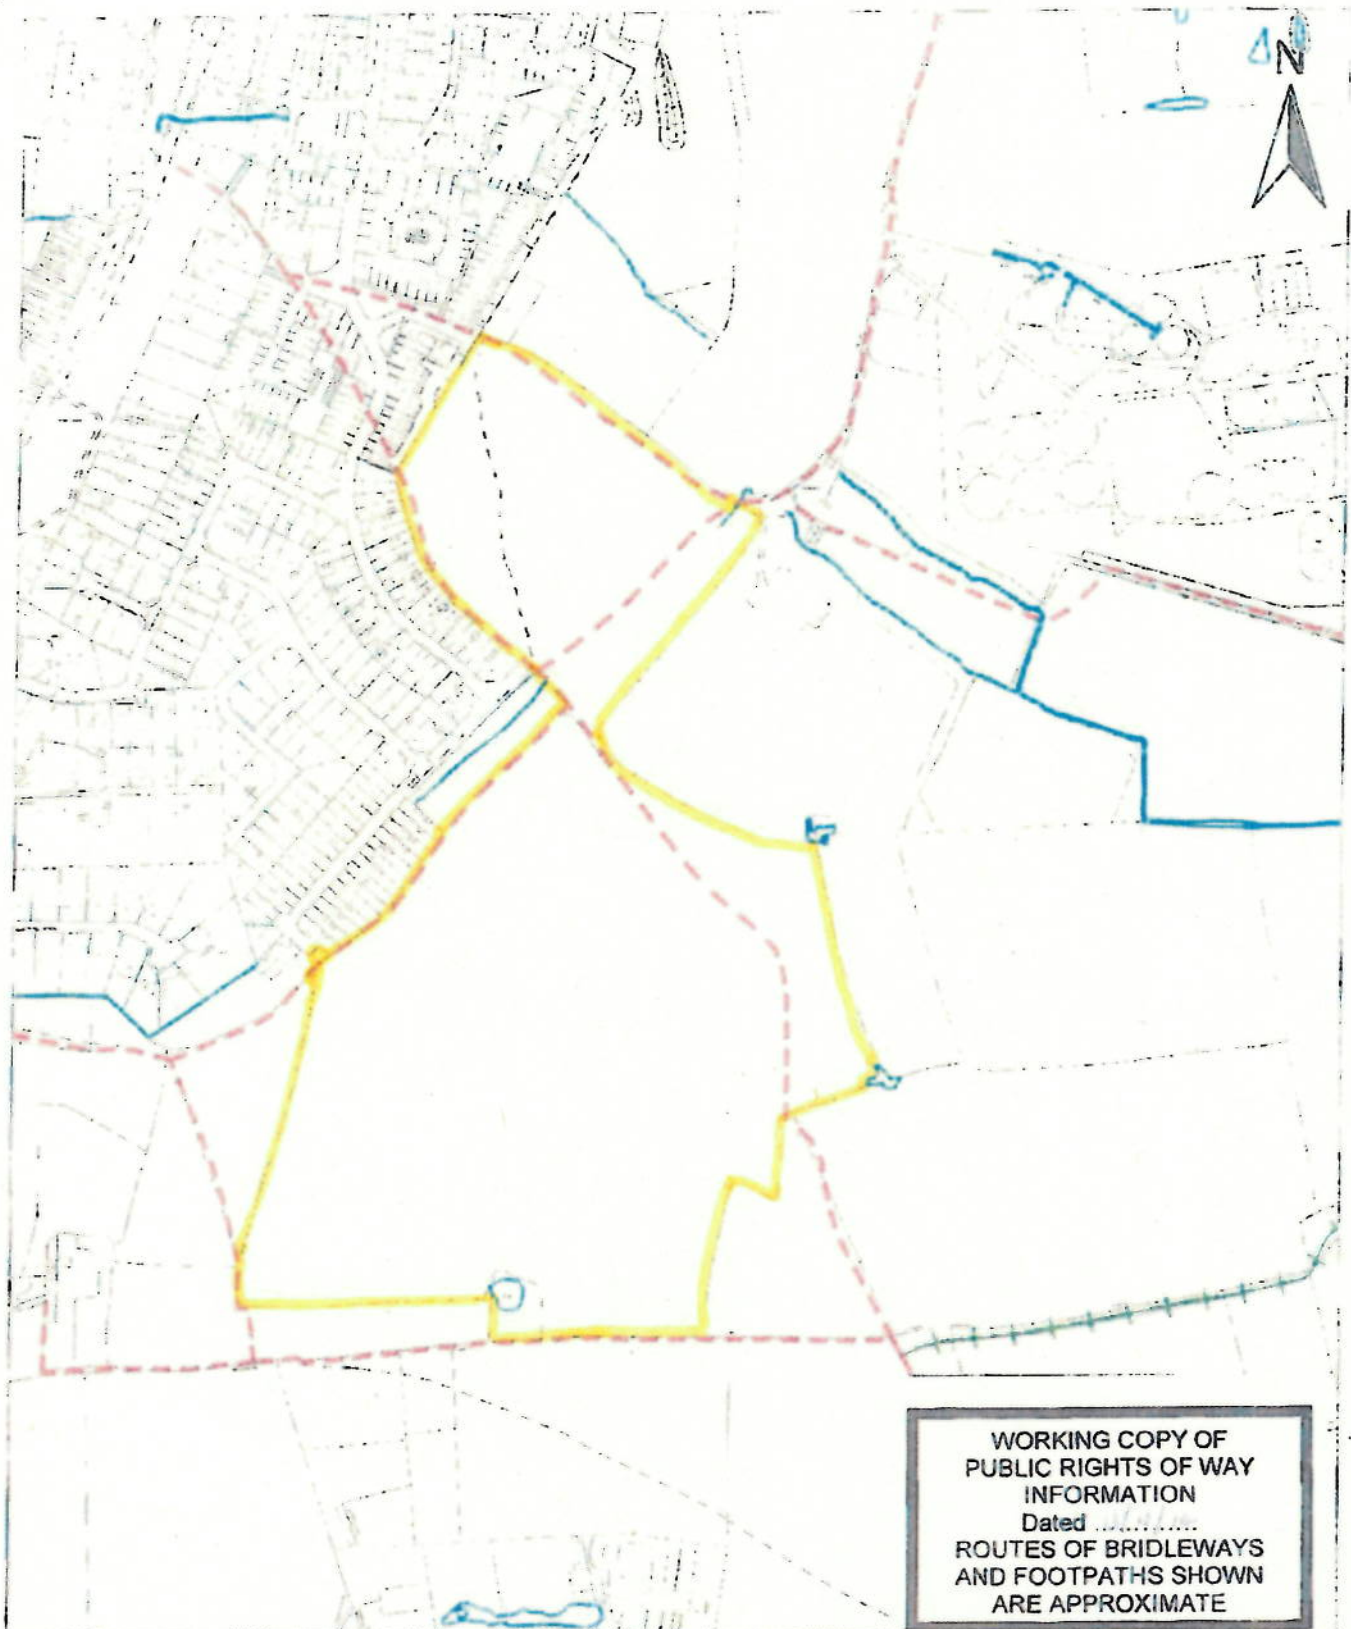 N
WORKING COPY OF
PUBLIC RIGHTS OF WAY
INFORMATION
Dated
ROUTES OF BRIDLEWAYS
AND FOOTPATHS SHOWN
ARE APPROXIMATE